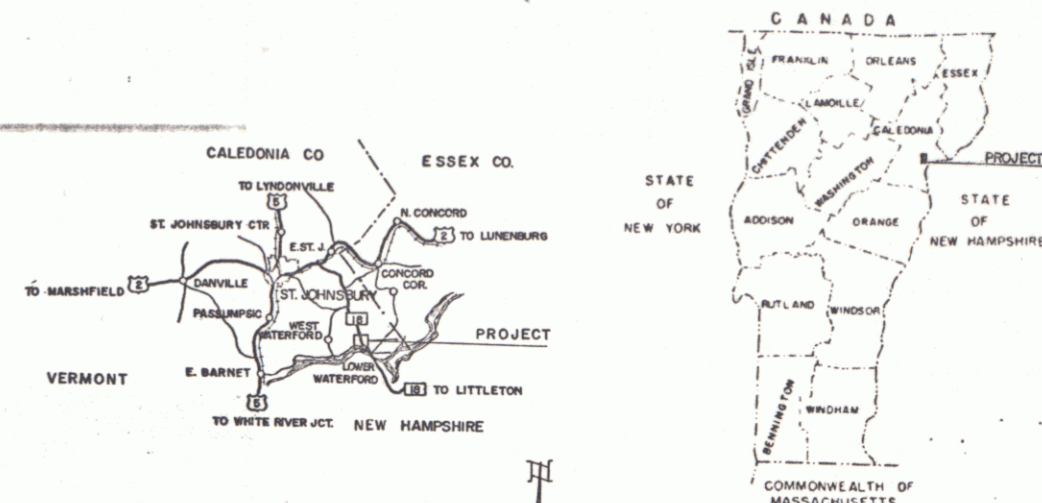 CALEDONIA CO
ESSEX CO.
TO LYNDONVILLE
5
ST. JOHNSBURY CTR
N. CONCORD
2 TO LUNENBURG
E. ST. J.
CONCORD
COR.
TO MARSHFIELD 2
DANVILLE
ST. JOHNSBURY
PASSUMPSIC
18
WEST
WATERFORD
PROJECT
LOWER
WATERFORD
E. BARNET
VERMONT
18 TO LITTLETON
5
TO WHITE RIVER JCT.
NEW HAMPSHIRE
CANADA
GRAND ISLE
FRANKLIN
ORLEANS
ESSEX
LAMOILLE
CHITTENDEN
CALEDONIA
WASHINGTON
PROJECT
STATE
OF
NEW YORK
ADDISON
ORANGE
STATE
OF
NEW HAMPSHIRE
RUTLAND
WINDSOR
BENNINGTON
WINDHAM
COMMONWEALTH OF
MASSACHUSETTS